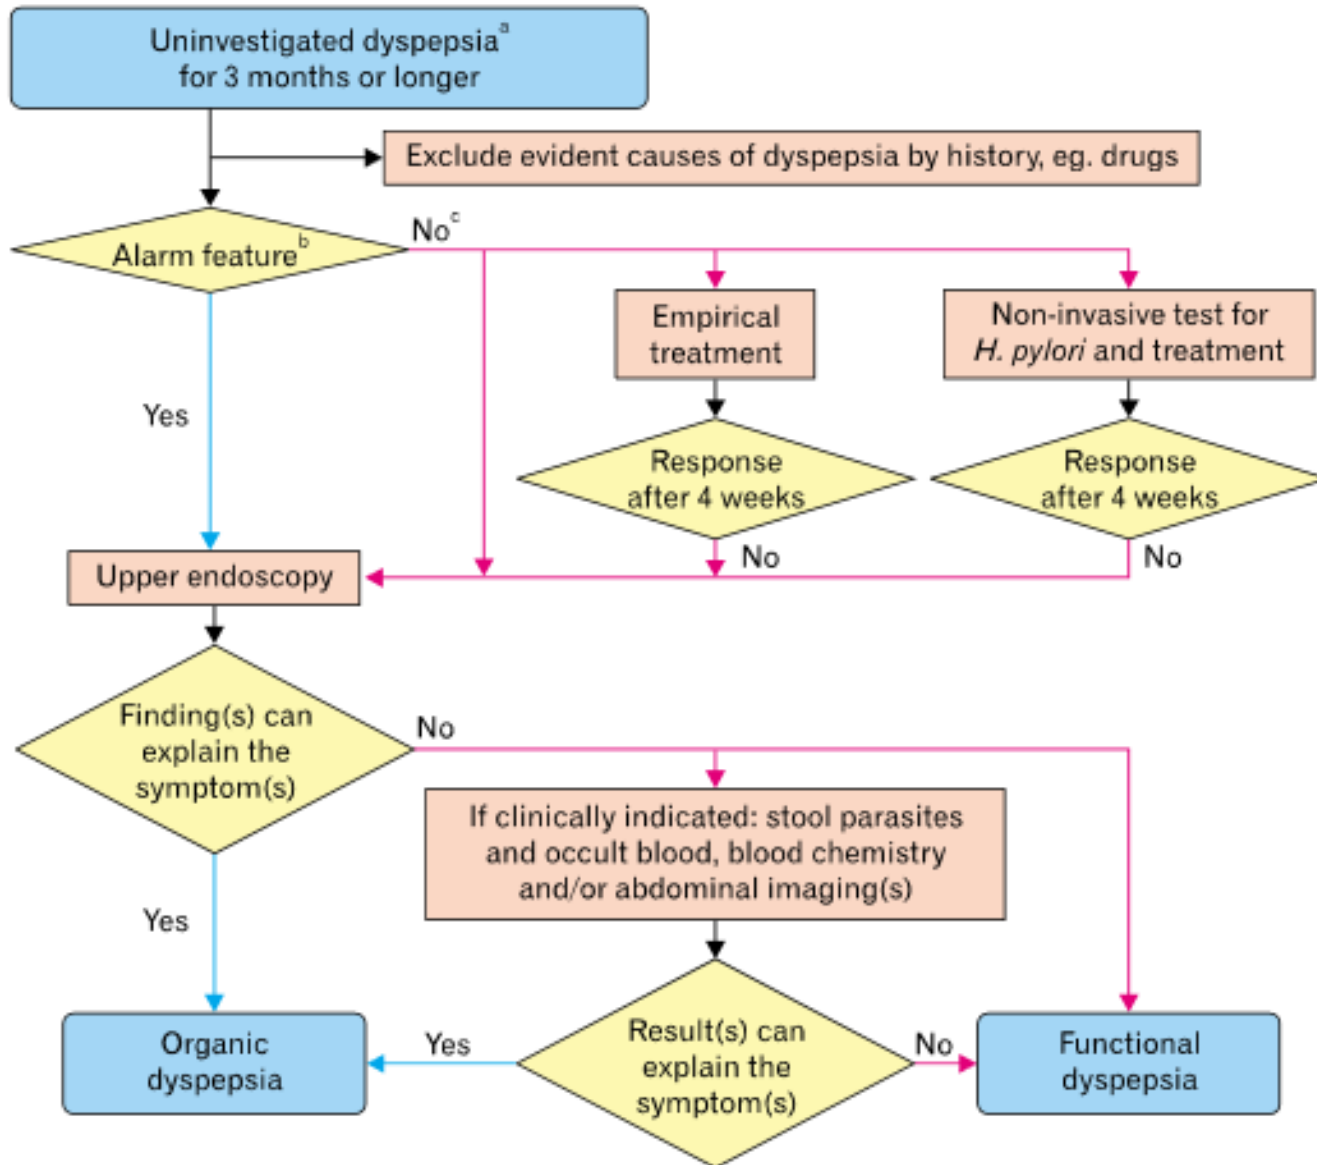 Uninvestigated dyspepsiaᵃ
for 3 months or longer
Exclude evident causes of dyspepsia by history, eg. drugs
Alarm featureᵇ
Noᶜ
Empirical
treatment
Non-invasive test for
H. pylori and treatment
Yes
Response
after 4 weeks
Response
after 4 weeks
No
No
Upper endoscopy
Finding(s) can
explain the
symptom(s)
No
If clinically indicated: stool parasites
and occult blood, blood chemistry
and/or abdominal imaging(s)
Yes
Organic
dyspepsia
Yes
Result(s) can
explain the
symptom(s)
No
Functional
dyspepsia